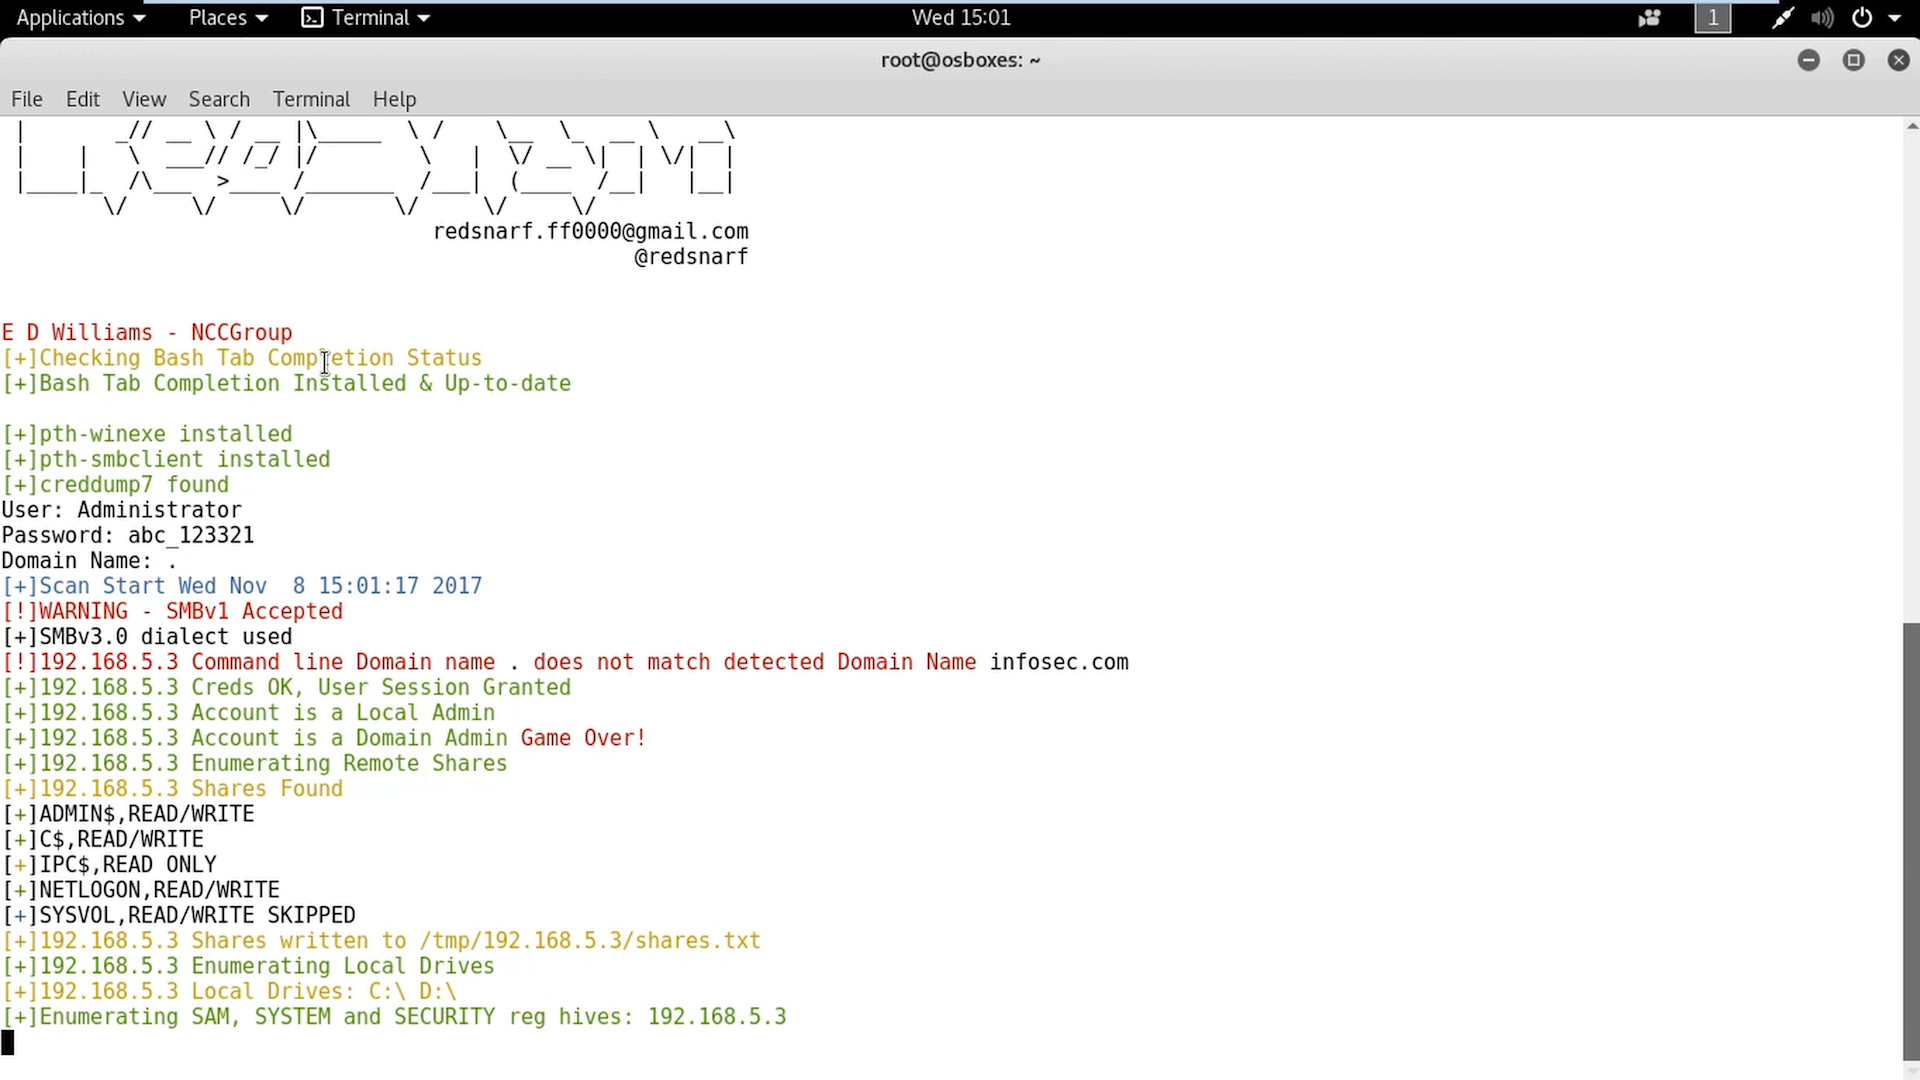 Applications Places Terminal Wed 15:01 1
root@osboxes: ~
File Edit View Search Terminal Help
redsnarf.ff0000@gmail.com
@redsnarf
E D Williams - NCCGroup
[+]Checking Bash Tab Completion Status
[+]Bash Tab Completion Installed & Up-to-date
[+]pth-winexe installed
[+]pth-smbclient installed
[+]creddump7 found
User: Administrator
Password: abc_123321
Domain Name: .
[+]Scan Start Wed Nov  8 15:01:17 2017
[!]WARNING - SMBv1 Accepted
[+]SMBv3.0 dialect used
[!]192.168.5.3 Command line Domain name . does not match detected Domain Name infosec.com
[+]192.168.5.3 Creds OK, User Session Granted
[+]192.168.5.3 Account is a Local Admin
[+]192.168.5.3 Account is a Domain Admin Game Over!
[+]192.168.5.3 Enumerating Remote Shares
[+]192.168.5.3 Shares Found
[+]ADMIN$,READ/WRITE
[+]C$,READ/WRITE
[+]IPC$,READ ONLY
[+]NETLOGON,READ/WRITE
[+]SYSVOL,READ/WRITE SKIPPED
[+]192.168.5.3 Shares written to /tmp/192.168.5.3/shares.txt
[+]192.168.5.3 Enumerating Local Drives
[+]192.168.5.3 Local Drives: C:\ D:\
[+]Enumerating SAM, SYSTEM and SECURITY reg hives: 192.168.5.3